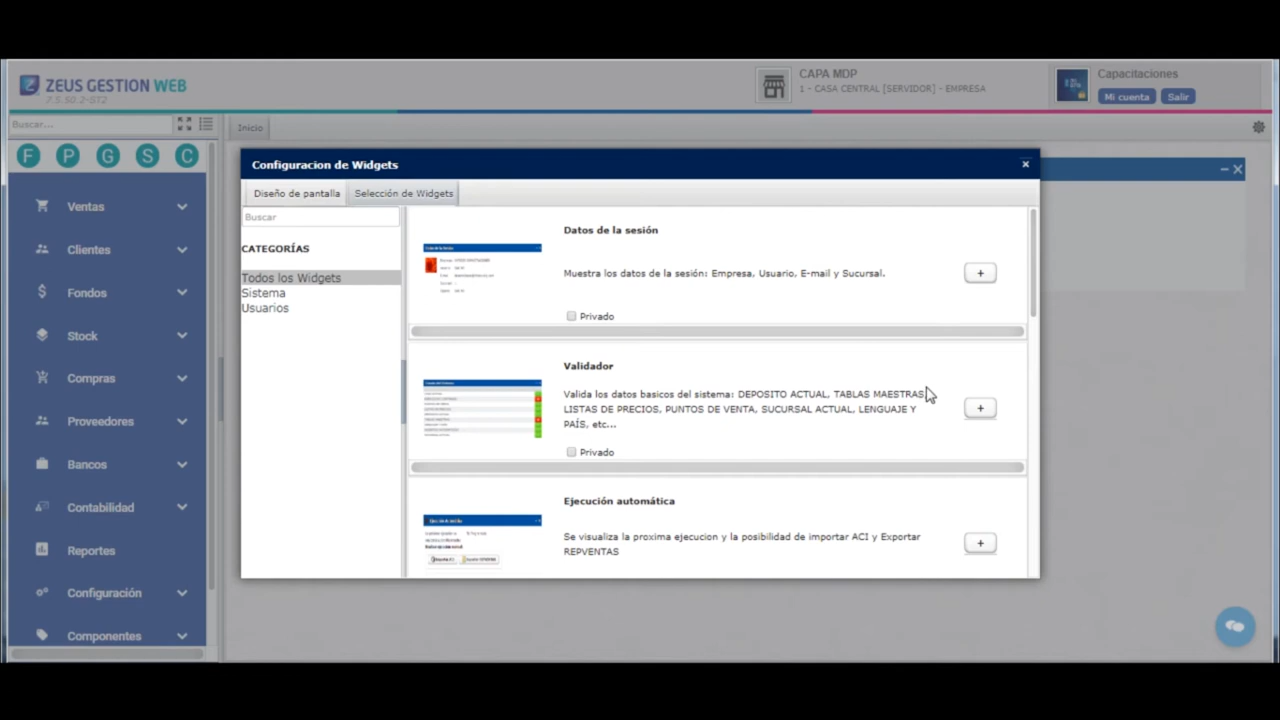 ZEUS GESTION WEB
7.5.50.2-ST2
CAPA MDP
1 - CASA CENTRAL [SERVIDOR] - EMPRESA
Capacitaciones
Mi cuenta
Salir
Buscar...
Inicio
F P G S C
Ventas
Clientes
Fondos
Stock
Compras
Proveedores
Bancos
Contabilidad
Reportes
Configuración
Componentes
Configuracion de Widgets
Diseño de pantalla
Selección de Widgets
Buscar
CATEGORÍAS
Todos los Widgets
Sistema
Usuarios
Datos de la sesión
Muestra los datos de la sesión: Empresa, Usuario, E-mail y Sucursal.
Privado
Validador
Valida los datos basicos del sistema: DEPOSITO ACTUAL, TABLAS MAESTRAS,
LISTAS DE PRECIOS, PUNTOS DE VENTA, SUCURSAL ACTUAL, LENGUAJE Y
PAÍS, etc...
Privado
Ejecución automática
Se visualiza la proxima ejecucion y la posibilidad de importar ACI y Exportar
REPVENTAS